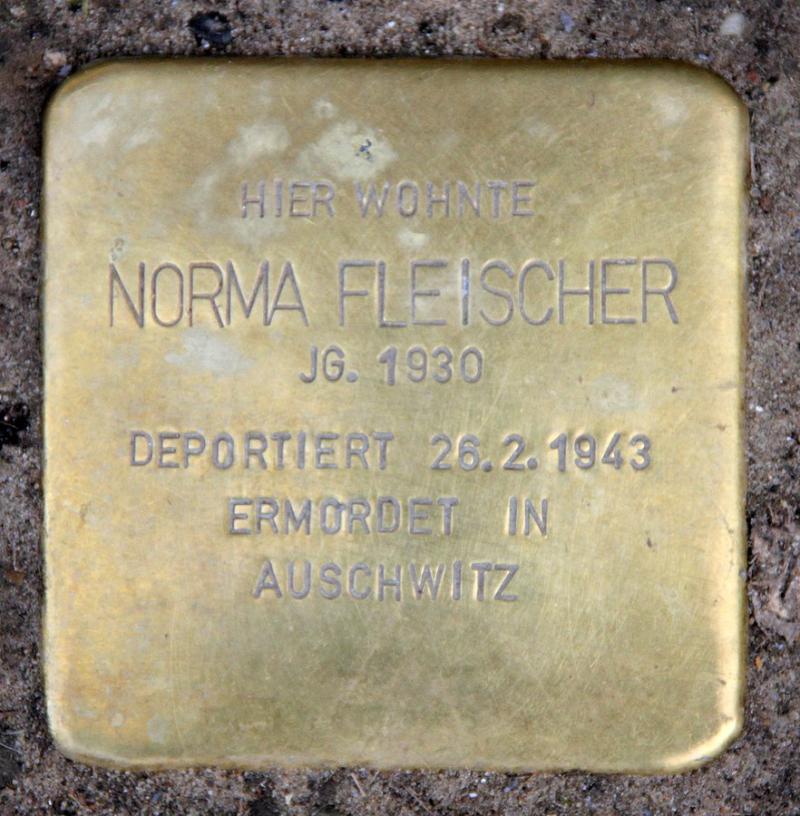 HIER WOHNTE
NORMA FLEISCHER
JG. 1930
DEPORTIERT 26.2.1943
ERMORDET IN
AUSCHWITZ